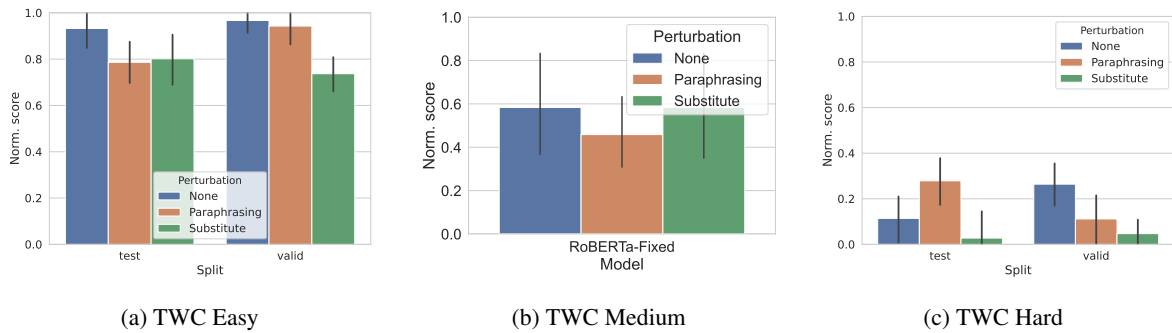 1.0
0.8
0.6
0.4
0.2
0.0
Norm. score
Perturbation
None
Paraphrasing
Substitute
test
valid
Split
(a) TWC Easy
1.0
0.8
0.6
0.4
0.2
0.0
Norm. score
Perturbation
None
Paraphrasing
Substitute
RoBERTa-Fixed
Model
(b) TWC Medium
1.0
0.8
0.6
0.4
0.2
0.0
Norm. score
Perturbation
None
Paraphrasing
Substitute
test
valid
Split
(c) TWC Hard